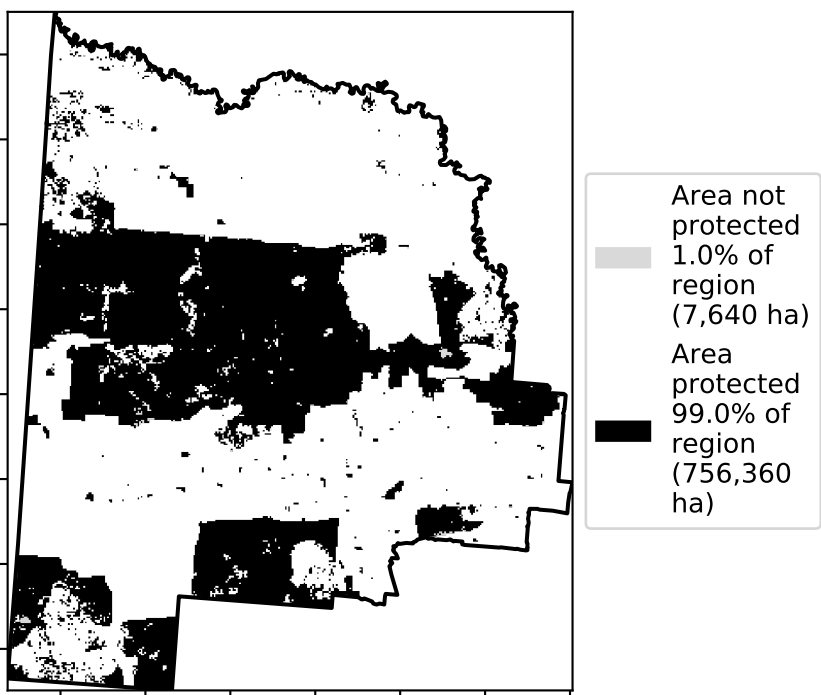 Area not
protected
1.0% of
region
(7,640 ha)
Area
protected
99.0% of
region
(756,360
ha)